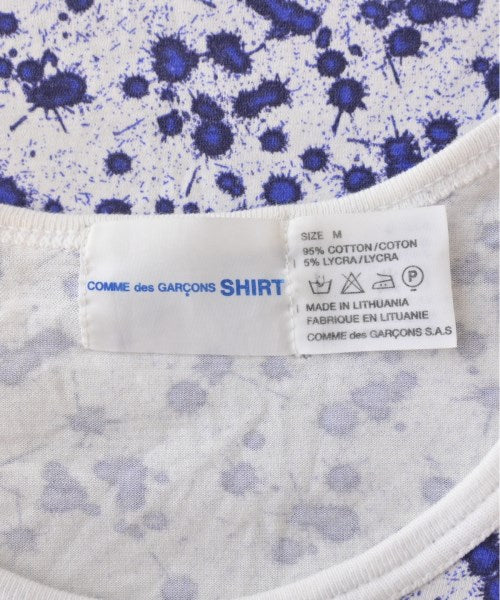 COMME des GARÇONS SHIRT
SIZE M
95% COTTON/COTON
5% LYCRA/LYCRA
P
MADE IN LITHUANIA
FABRIQUE EN LITUANIE
COMME des GARÇONS S.A.S